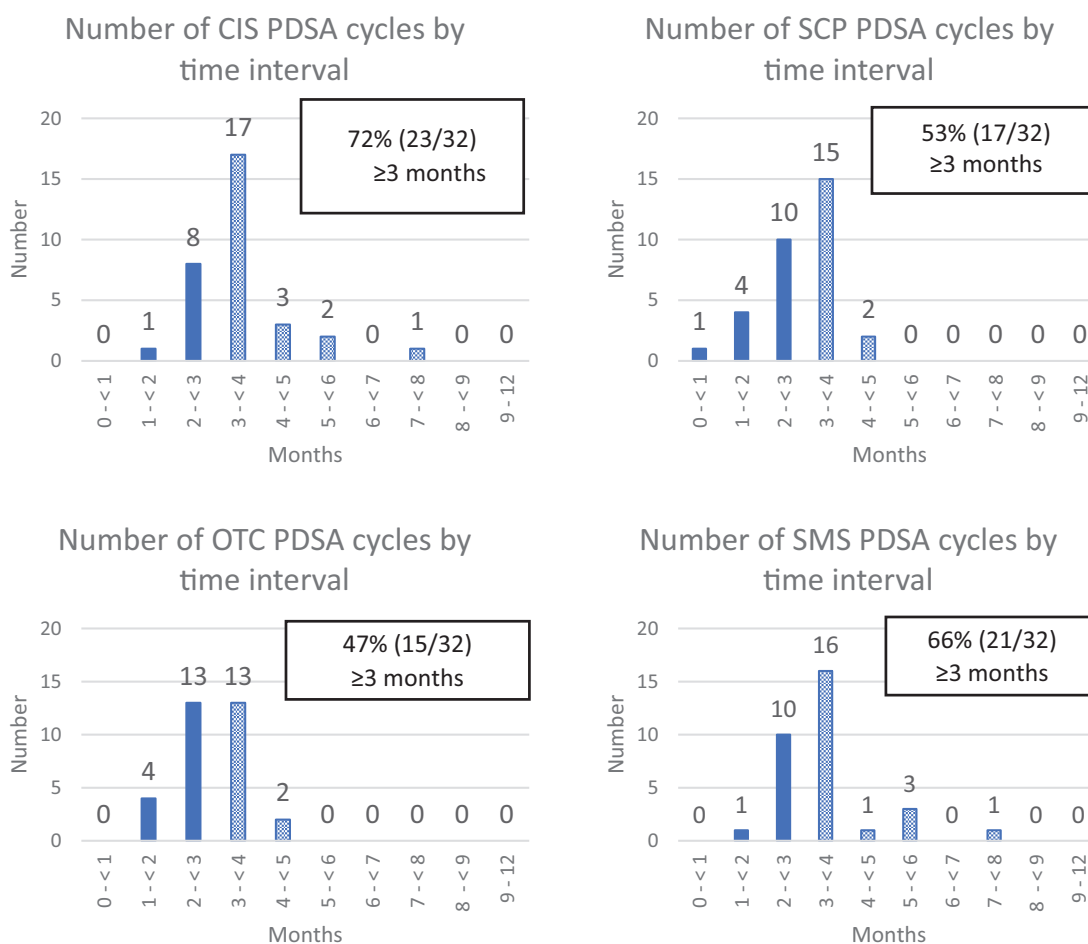 Number of CIS PDSA cycles by
time interval
72% (23/32)
≥3 months
20
15
10
5
0
Number
0
1
8
17
3
2
0
1
0
0
0 - < 1
1 - < 2
2 - < 3
3 - < 4
4 - < 5
5 - < 6
6 - < 7
7 - < 8
8 - < 9
9 - 12
Months
Number of SCP PDSA cycles by
time interval
53% (17/32)
≥3 months
20
15
10
5
0
Number
1
4
10
15
2
0
0
0
0
0
0 - < 1
1 - < 2
2 - < 3
3 - < 4
4 - < 5
5 - < 6
6 - < 7
7 - < 8
8 - < 9
9 - 12
Months
Number of OTC PDSA cycles by
time interval
47% (15/32)
≥3 months
20
15
10
5
0
Number
0
4
13
13
2
0
0
0
0
0
0 - < 1
1 - < 2
2 - < 3
3 - < 4
4 - < 5
5 - < 6
6 - < 7
7 - < 8
8 - < 9
9 - 12
Months
Number of SMS PDSA cycles by
time interval
66% (21/32)
≥3 months
20
15
10
5
0
Number
0
1
10
16
1
3
0
1
0
0
0 - < 1
1 - < 2
2 - < 3
3 - < 4
4 - < 5
5 - < 6
6 - < 7
7 - < 8
8 - < 9
9 - 12
Months